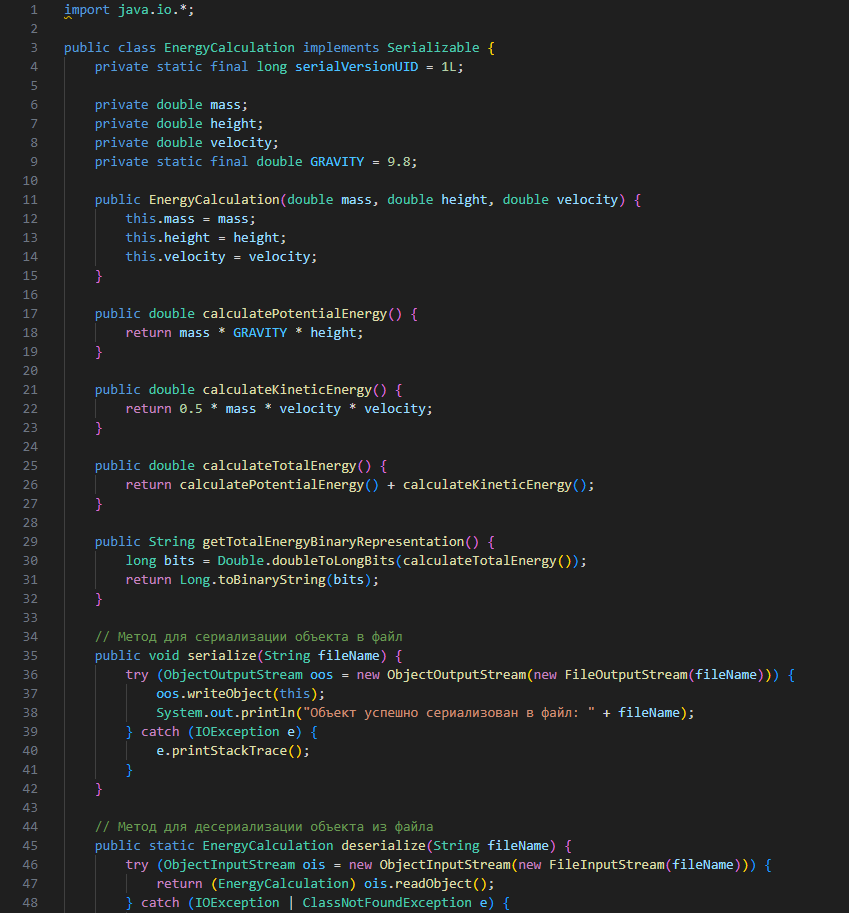 1 import java.io.*;
2
3 public class EnergyCalculation implements Serializable {
4     private static final long serialVersionUID = 1L;
5
6     private double mass;
7     private double height;
8     private double velocity;
9     private static final double GRAVITY = 9.8;
10
11     public EnergyCalculation(double mass, double height, double velocity) {
12         this.mass = mass;
13         this.height = height;
14         this.velocity = velocity;
15     }
16
17     public double calculatePotentialEnergy() {
18         return mass * GRAVITY * height;
19     }
20
21     public double calculateKineticEnergy() {
22         return 0.5 * mass * velocity * velocity;
23     }
24
25     public double calculateTotalEnergy() {
26         return calculatePotentialEnergy() + calculateKineticEnergy();
27     }
28
29     public String getTotalEnergyBinaryRepresentation() {
30         long bits = Double.doubleToLongBits(calculateTotalEnergy());
31         return Long.toBinaryString(bits);
32     }
33
34     // Метод для сериализации объекта в файл
35     public void serialize(String fileName) {
36         try (ObjectOutputStream oos = new ObjectOutputStream(new FileOutputStream(fileName))) {
37             oos.writeObject(this);
38             System.out.println("Объект успешно сериализован в файл: " + fileName);
39         } catch (IOException e) {
40             e.printStackTrace();
41         }
42     }
43
44     // Метод для десериализации объекта из файла
45     public static EnergyCalculation deserialize(String fileName) {
46         try (ObjectInputStream ois = new ObjectInputStream(new FileInputStream(fileName))) {
47             return (EnergyCalculation) ois.readObject();
48         } catch (IOException | ClassNotFoundException e) {